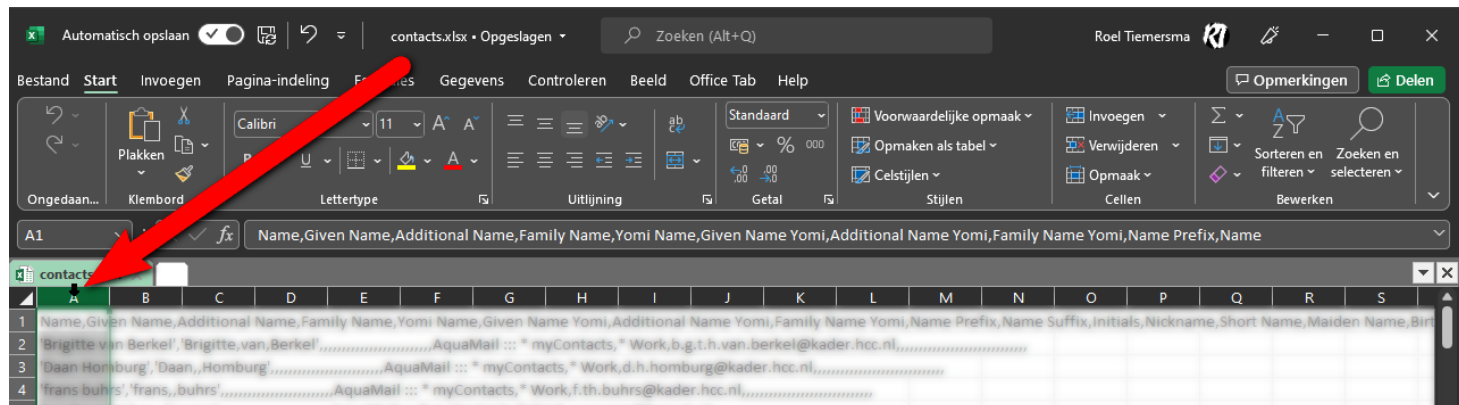 Automatisch opslaan contacts.xlsx • Opgeslagen Zoeken (Alt+Q) Roel Tiemersma
Bestand Start Invoegen Pagina-indeling Gegevens Controleren Beeld Office Tab Help Opmerkingen Delen
Calibri 11 A A ab Standaard Voorwaardelijke opmaak Invoegen Σ A Z
Plakken B U A % 000 Opmaken als tabel Verwijderen Sorteren en filteren Zoeken en selecteren
Celstijlen Opmaak
Ongedaan... Klembord Lettertype Uitlijning Getal Stijlen Cellen Bewerken
A1 fx Name,Given Name,Additional Name,Family Name,Yomi Name,Given Name Yomi,Additional Name Yomi,Family Name Yomi,Name Prefix,Name
contacts
A B C D E F G H I J K L M N O P Q R S
1 Name,Given Name,Additional Name,Family Name,Yomi Name,Given Name Yomi,Additional Name Yomi,Family Name Yomi,Name Prefix,Name Suffix,Initials,Nickname,Short Name,Maiden Name,Birt
2 'Brigitte van Berkel','Brigitte,van,Berkel',,,,,,,,,,,,,,,,,,,,,,,AquaMail ::: * myContacts,* Work,b.g.t.h.van.berkel@kader.hcc.nl,,,,,,,,,,,,,,,,,,,,,,,,,,
3 'Daan Homburg','Daan,,Homburg',,,,,,,,,,,,,,,,,,,,,,,AquaMail ::: * myContacts,* Work,d.h.homburg@kader.hcc.nl,,,,,,,,,,,,,,,,,,,,,,,,,,
4 'frans buhrs','frans,,buhrs',,,,,,,,,,,,,,,,,,,,,,,AquaMail ::: * myContacts,* Work,f.th.buhrs@kader.hcc.nl,,,,,,,,,,,,,,,,,,,,,,,,,,